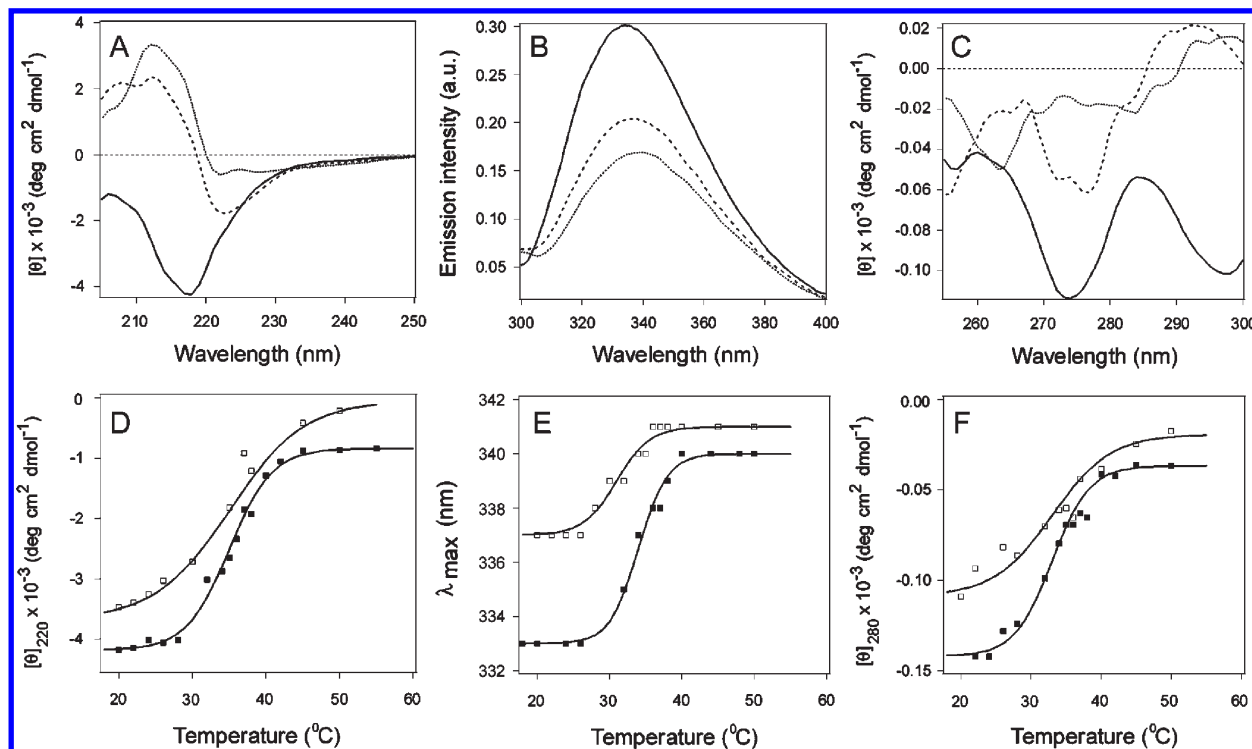 A
[θ] x 10⁻³ (deg cm² dmol⁻¹)
4
2
0
-2
-4
210 220 230 240 250
Wavelength (nm)
B
Emission intensity (a.u.)
0.30
0.25
0.20
0.15
0.10
0.05
300 320 340 360 380 400
Wavelength (nm)
C
[θ] x 10⁻³ (deg cm² dmol⁻¹)
0.02
0.00
-0.02
-0.04
-0.06
-0.08
-0.10
260 270 280 290 300
Wavelength (nm)
D
[θ]₂₂₀ x 10⁻³ (deg cm² dmol⁻¹)
0
-1
-2
-3
-4
20 30 40 50 60
Temperature (⁰C)
E
λ max (nm)
342
340
338
336
334
332
20 30 40 50 60
Temperature (⁰C)
F
[θ]₂₈₀ x 10⁻³ (deg cm² dmol⁻¹)
0.00
-0.05
-0.10
-0.15
20 30 40 50 60
Temperature (⁰C)